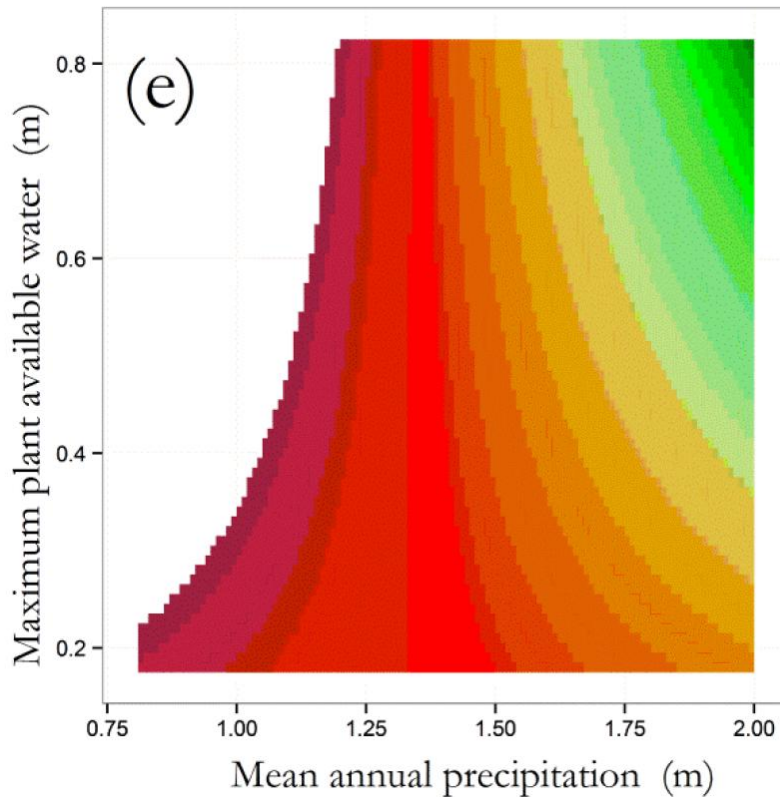 (e)
Maximum plant available water (m)
0.8
0.6
0.4
0.2
0.75 1.00 1.25 1.50 1.75 2.00
Mean annual precipitation (m)